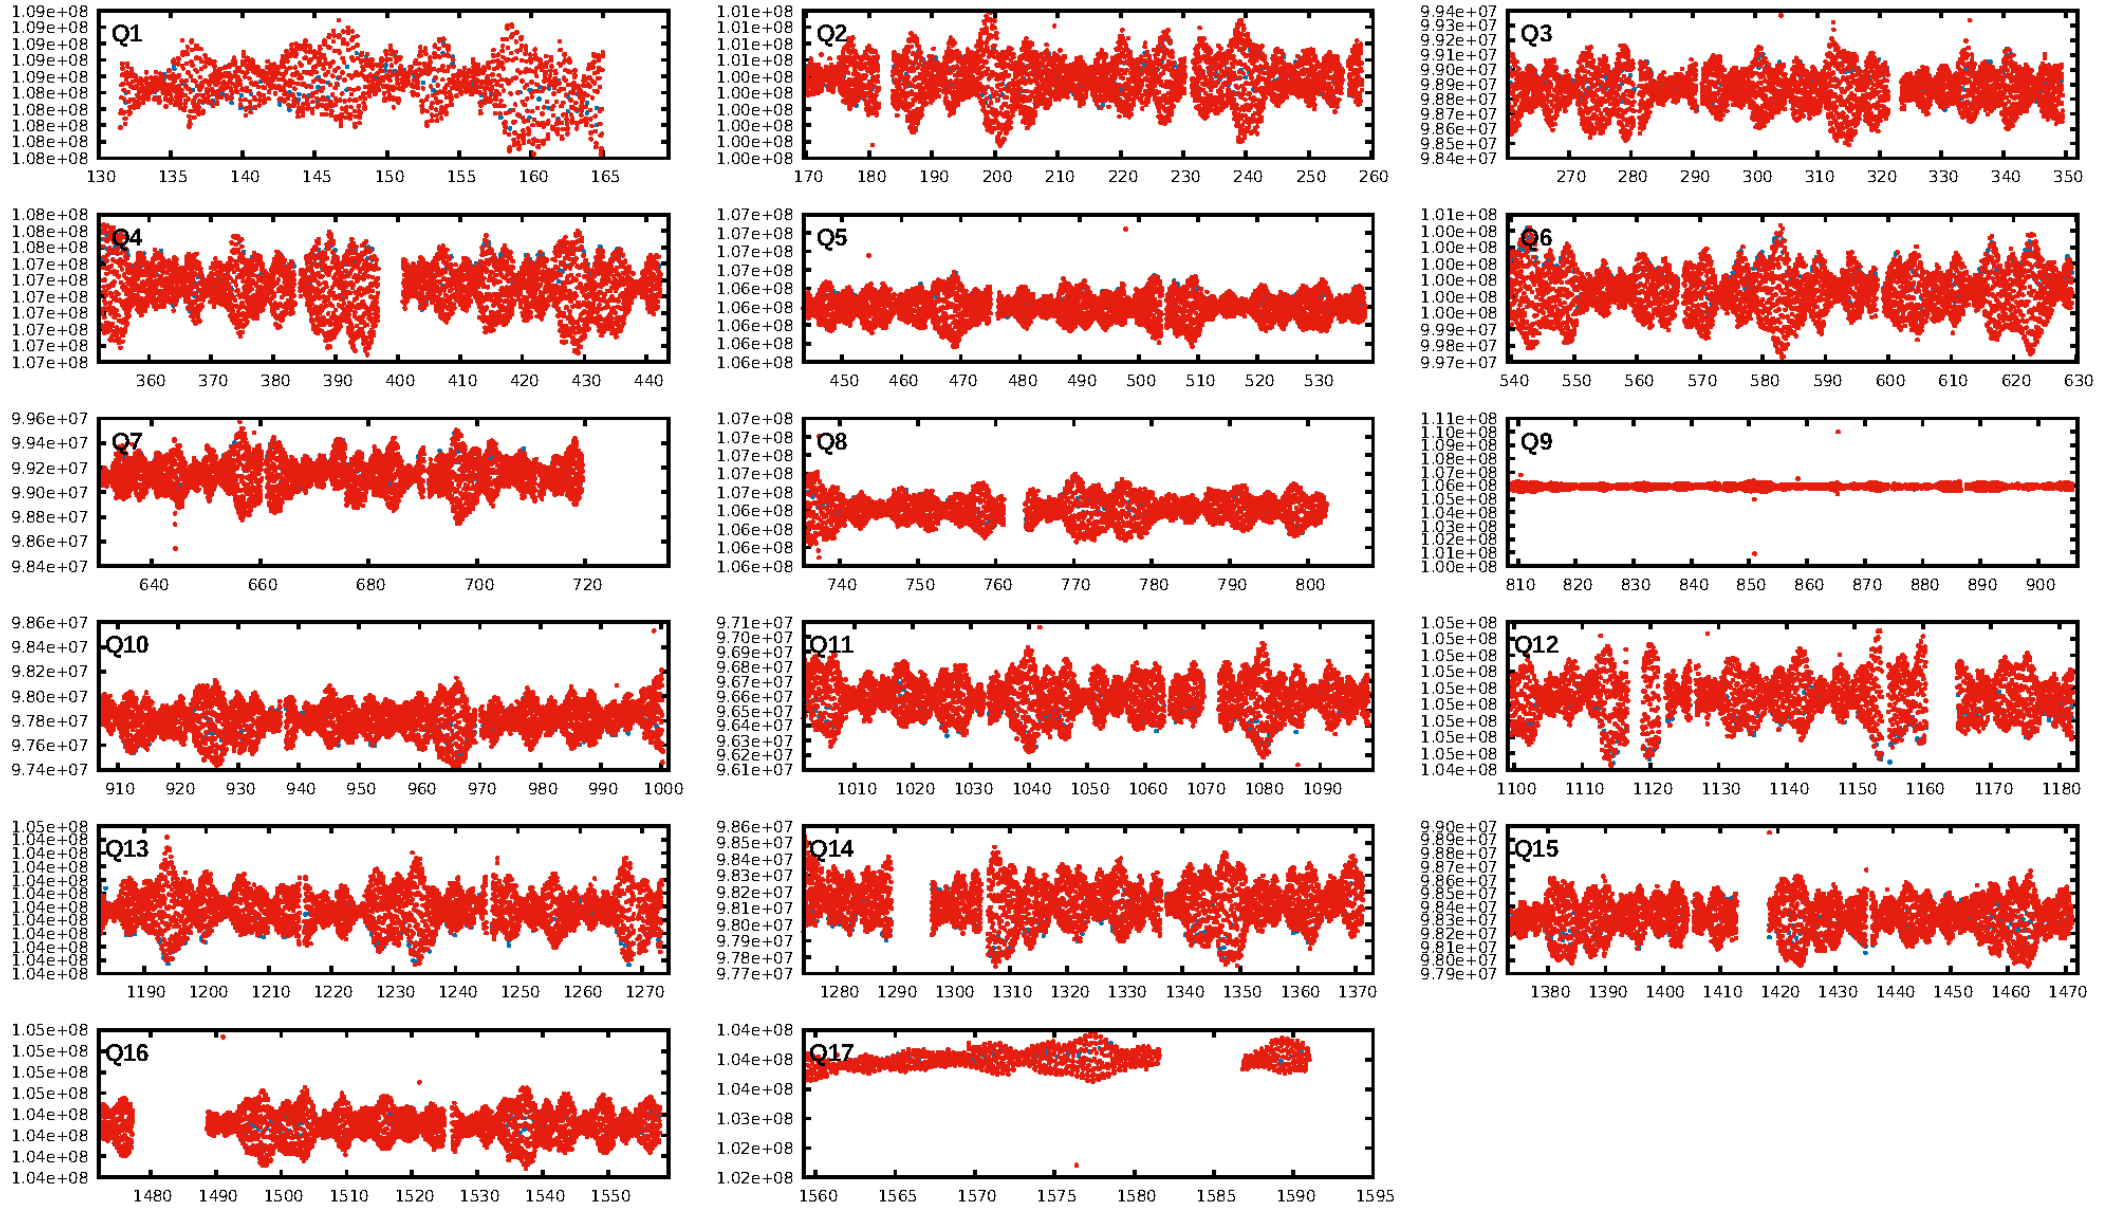 1.09e+08
1.09e+08
1.09e+08
1.09e+08
1.09e+08
1.08e+08
1.08e+08
1.08e+08
1.08e+08
1.08e+08
Q1
130 135 140 145 150 155 160 165
1.01e+08
1.01e+08
1.01e+08
1.01e+08
1.00e+08
1.00e+08
1.00e+08
1.00e+08
1.00e+08
1.00e+08
Q2
170 180 190 200 210 220 230 240 250 260
9.94e+07
9.93e+07
9.92e+07
9.91e+07
9.90e+07
9.89e+07
9.88e+07
9.87e+07
9.86e+07
9.85e+07
9.84e+07
Q3
270 280 290 300 310 320 330 340 350
1.08e+08
1.08e+08
1.08e+08
1.07e+08
1.07e+08
1.07e+08
1.07e+08
1.07e+08
1.07e+08
1.07e+08
Q4
360 370 380 390 400 410 420 430 440
1.07e+08
1.07e+08
1.07e+08
1.07e+08
1.06e+08
1.06e+08
1.06e+08
1.06e+08
1.06e+08
Q5
450 460 470 480 490 500 510 520 530
1.01e+08
1.00e+08
1.00e+08
1.00e+08
1.00e+08
1.00e+08
1.00e+08
9.99e+07
9.98e+07
9.97e+07
Q6
540 550 560 570 580 590 600 610 620 630
9.96e+07
9.94e+07
9.92e+07
9.90e+07
9.88e+07
9.86e+07
9.84e+07
Q7
640 660 680 700 720
1.07e+08
1.07e+08
1.07e+08
1.07e+08
1.07e+08
1.06e+08
1.06e+08
1.06e+08
1.06e+08
Q8
740 750 760 770 780 790 800
1.11e+08
1.10e+08
1.09e+08
1.08e+08
1.07e+08
1.06e+08
1.05e+08
1.04e+08
1.03e+08
1.02e+08
1.01e+08
1.00e+08
Q9
810 820 830 840 850 860 870 880 890 900
9.86e+07
9.84e+07
9.82e+07
9.80e+07
9.78e+07
9.76e+07
9.74e+07
Q10
910 920 930 940 950 960 970 980 990 1000
9.71e+07
9.70e+07
9.69e+07
9.68e+07
9.67e+07
9.66e+07
9.65e+07
9.64e+07
9.63e+07
9.62e+07
9.61e+07
Q11
1010 1020 1030 1040 1050 1060 1070 1080 1090
1.05e+08
1.05e+08
1.05e+08
1.05e+08
1.05e+08
1.05e+08
1.05e+08
1.05e+08
1.05e+08
1.04e+08
Q12
1100 1110 1120 1130 1140 1150 1160 1170 1180
1.05e+08
1.04e+08
1.04e+08
1.04e+08
1.04e+08
1.04e+08
1.04e+08
1.04e+08
1.04e+08
1.04e+08
1.04e+08
1.04e+08
Q13
1190 1200 1210 1220 1230 1240 1250 1260 1270
9.86e+07
9.85e+07
9.84e+07
9.83e+07
9.82e+07
9.81e+07
9.80e+07
9.79e+07
9.78e+07
9.77e+07
Q14
1280 1290 1300 1310 1320 1330 1340 1350 1360 1370
9.90e+07
9.89e+07
9.88e+07
9.87e+07
9.86e+07
9.85e+07
9.84e+07
9.83e+07
9.82e+07
9.81e+07
9.80e+07
9.79e+07
Q15
1380 1390 1400 1410 1420 1430 1440 1450 1460 1470
1.05e+08
1.05e+08
1.05e+08
1.05e+08
1.04e+08
1.04e+08
1.04e+08
1.04e+08
Q16
1480 1490 1500 1510 1520 1530 1540 1550
1.04e+08
1.04e+08
1.04e+08
1.03e+08
1.02e+08
1.02e+08
Q17
1560 1565 1570 1575 1580 1585 1590 1595